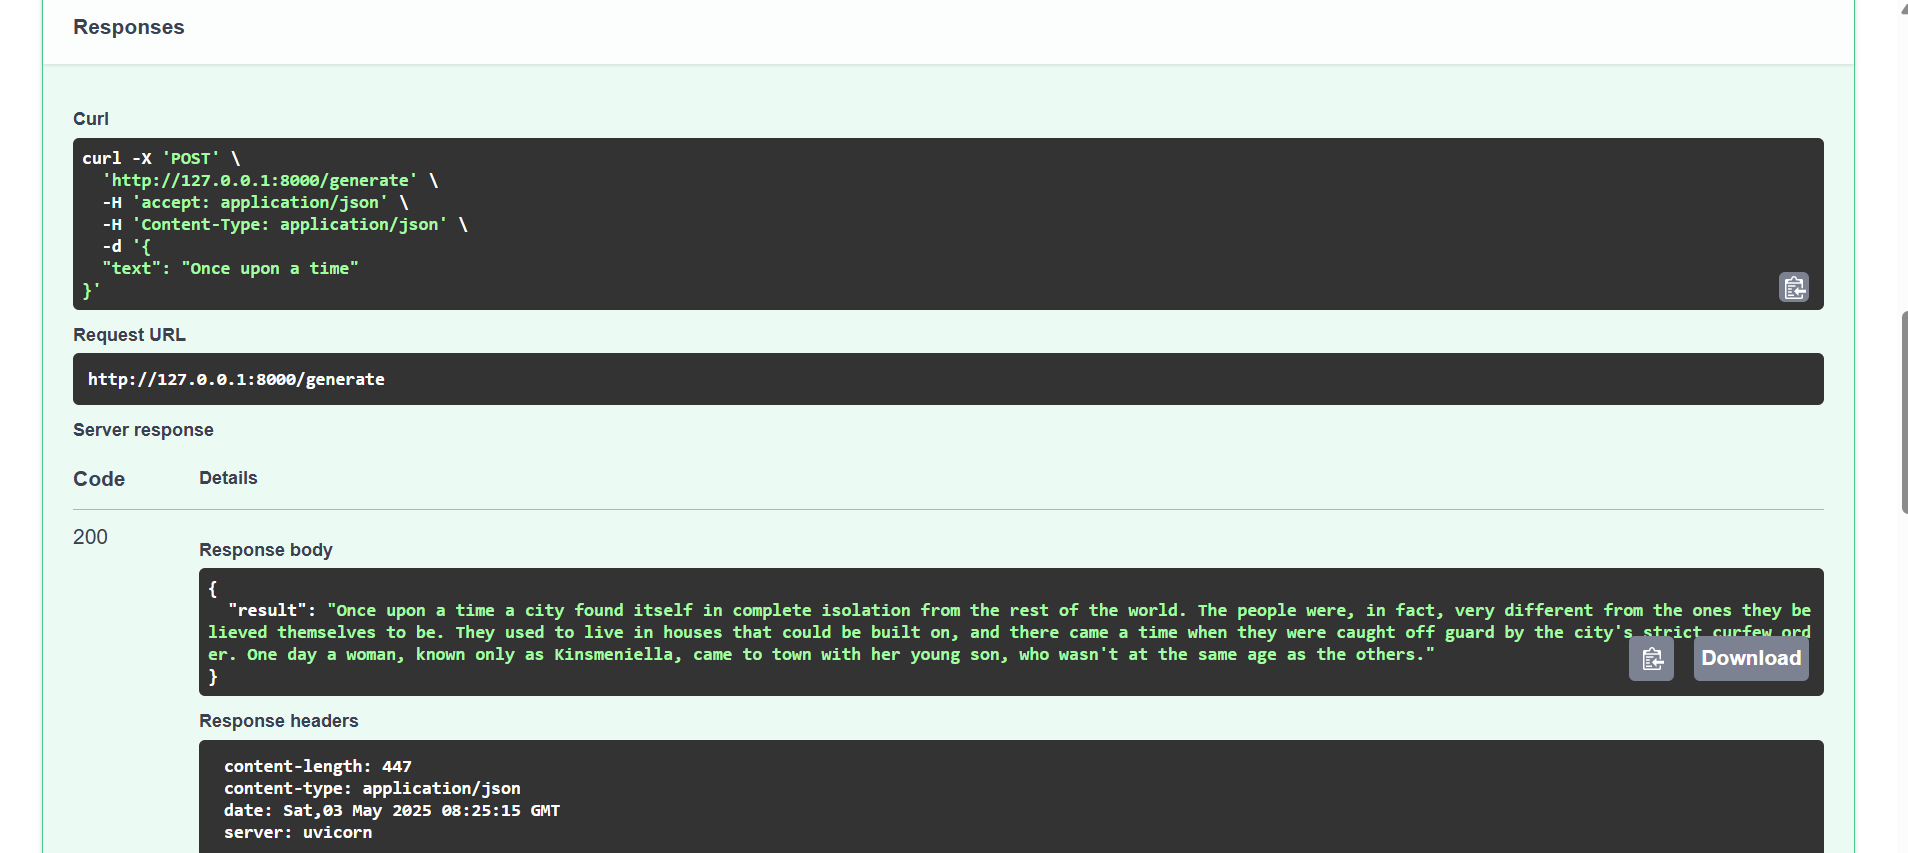 Responses
Curl
curl -X 'POST' \
  'http://127.0.0.1:8000/generate' \
  -H 'accept: application/json' \
  -H 'Content-Type: application/json' \
  -d '{
  "text": "Once upon a time"
}'
Request URL
http://127.0.0.1:8000/generate
Server response
Code Details
200
Response body
{
  "result": "Once upon a time a city found itself in complete isolation from the rest of the world. The people were, in fact, very different from the ones they be
lieved themselves to be. They used to live in houses that could be built on, and there came a time when they were caught off guard by the city's strict curfew ord
er. One day a woman, known only as Kinsmeniella, came to town with her young son, who wasn't at the same age as the others."
}
Download
Response headers
content-length: 447
content-type: application/json
date: Sat,03 May 2025 08:25:15 GMT
server: uvicorn